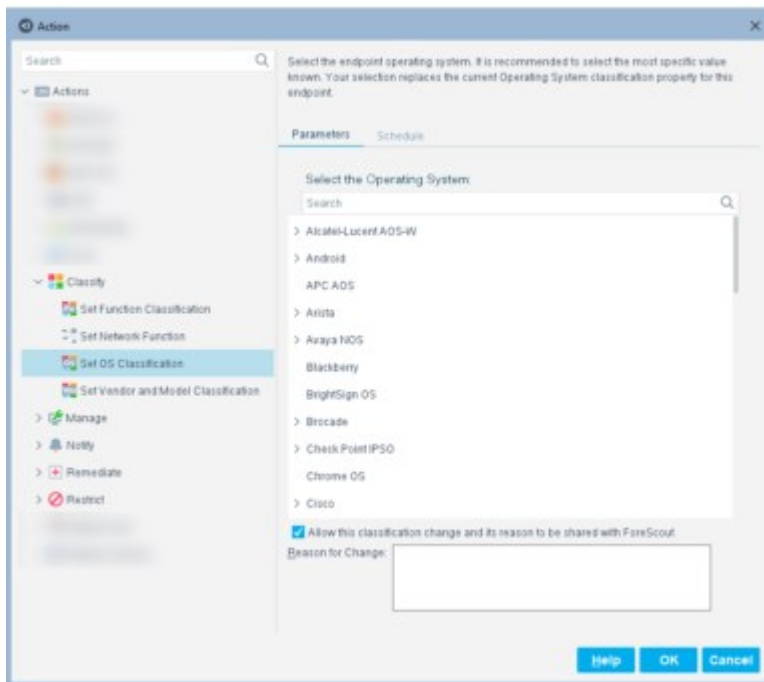 Action
Search
Actions
Classify
Set Function Classification
Set Network Function
Set OS Classification
Set Vendor and Model Classification
Manage
Notify
Remediate
Restrict
Select the endpoint operating system. It is recommended to select the most specific value
known. Your selection replaces the current Operating System classification property for this
endpoint.
Parameters Schedule
Select the Operating System:
Search
Alcatel-Lucent AOS-W
Android
APC AOS
Arista
Avaya NOS
Blackberry
BrightSign OS
Brocade
Check Point IPSO
Chrome OS
Cisco
Allow this classification change and its reason to be shared with ForeScout
Reason for Change:
Help OK Cancel